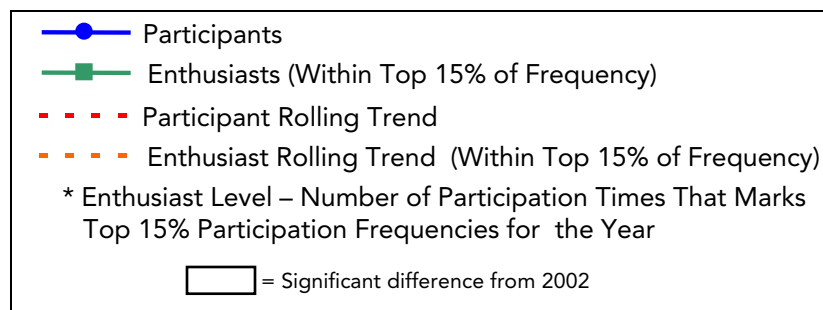 Participants
Enthusiasts (Within Top 15% of Frequency)
Participant Rolling Trend
Enthusiast Rolling Trend (Within Top 15% of Frequency)
* Enthusiast Level – Number of Participation Times That Marks
Top 15% Participation Frequencies for the Year
= Significant difference from 2002